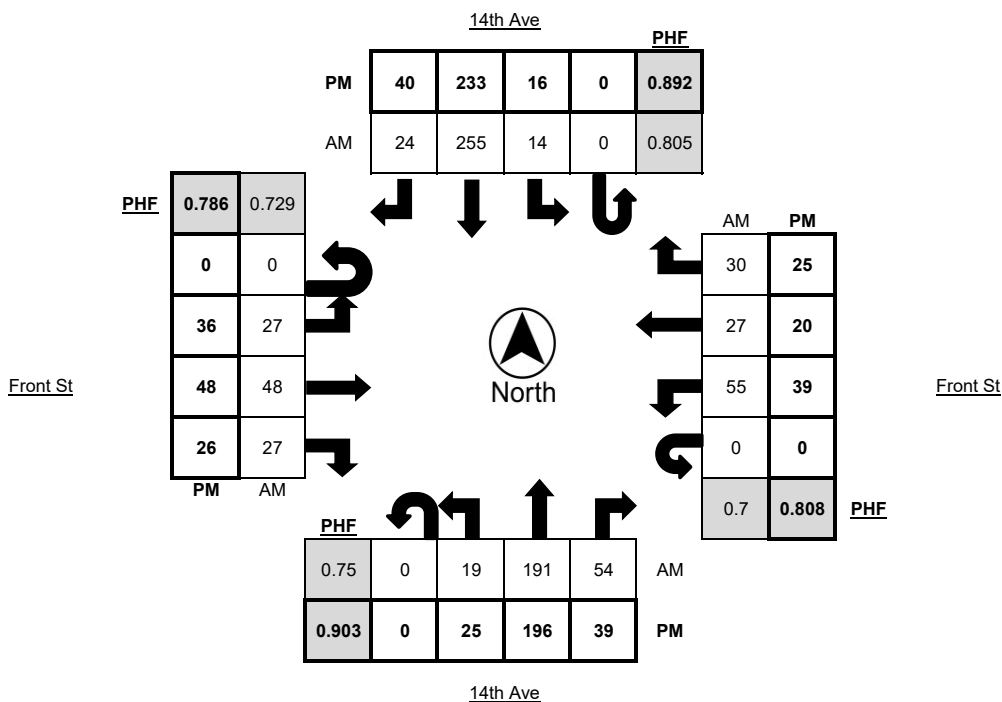 14th Ave
PHF
PM 40 233 16 0 0.892
AM 24 255 14 0 0.805
PHF 0.786 0.729
AM PM
0 0
30 25
36 27
27 20
North
Front St
48 48
55 39
Front St
26 27
0 0
PM AM
0.7 0.808 PHF
PHF
0.75 0 19 191 54 AM
0.903 0 25 196 39 PM
14th Ave